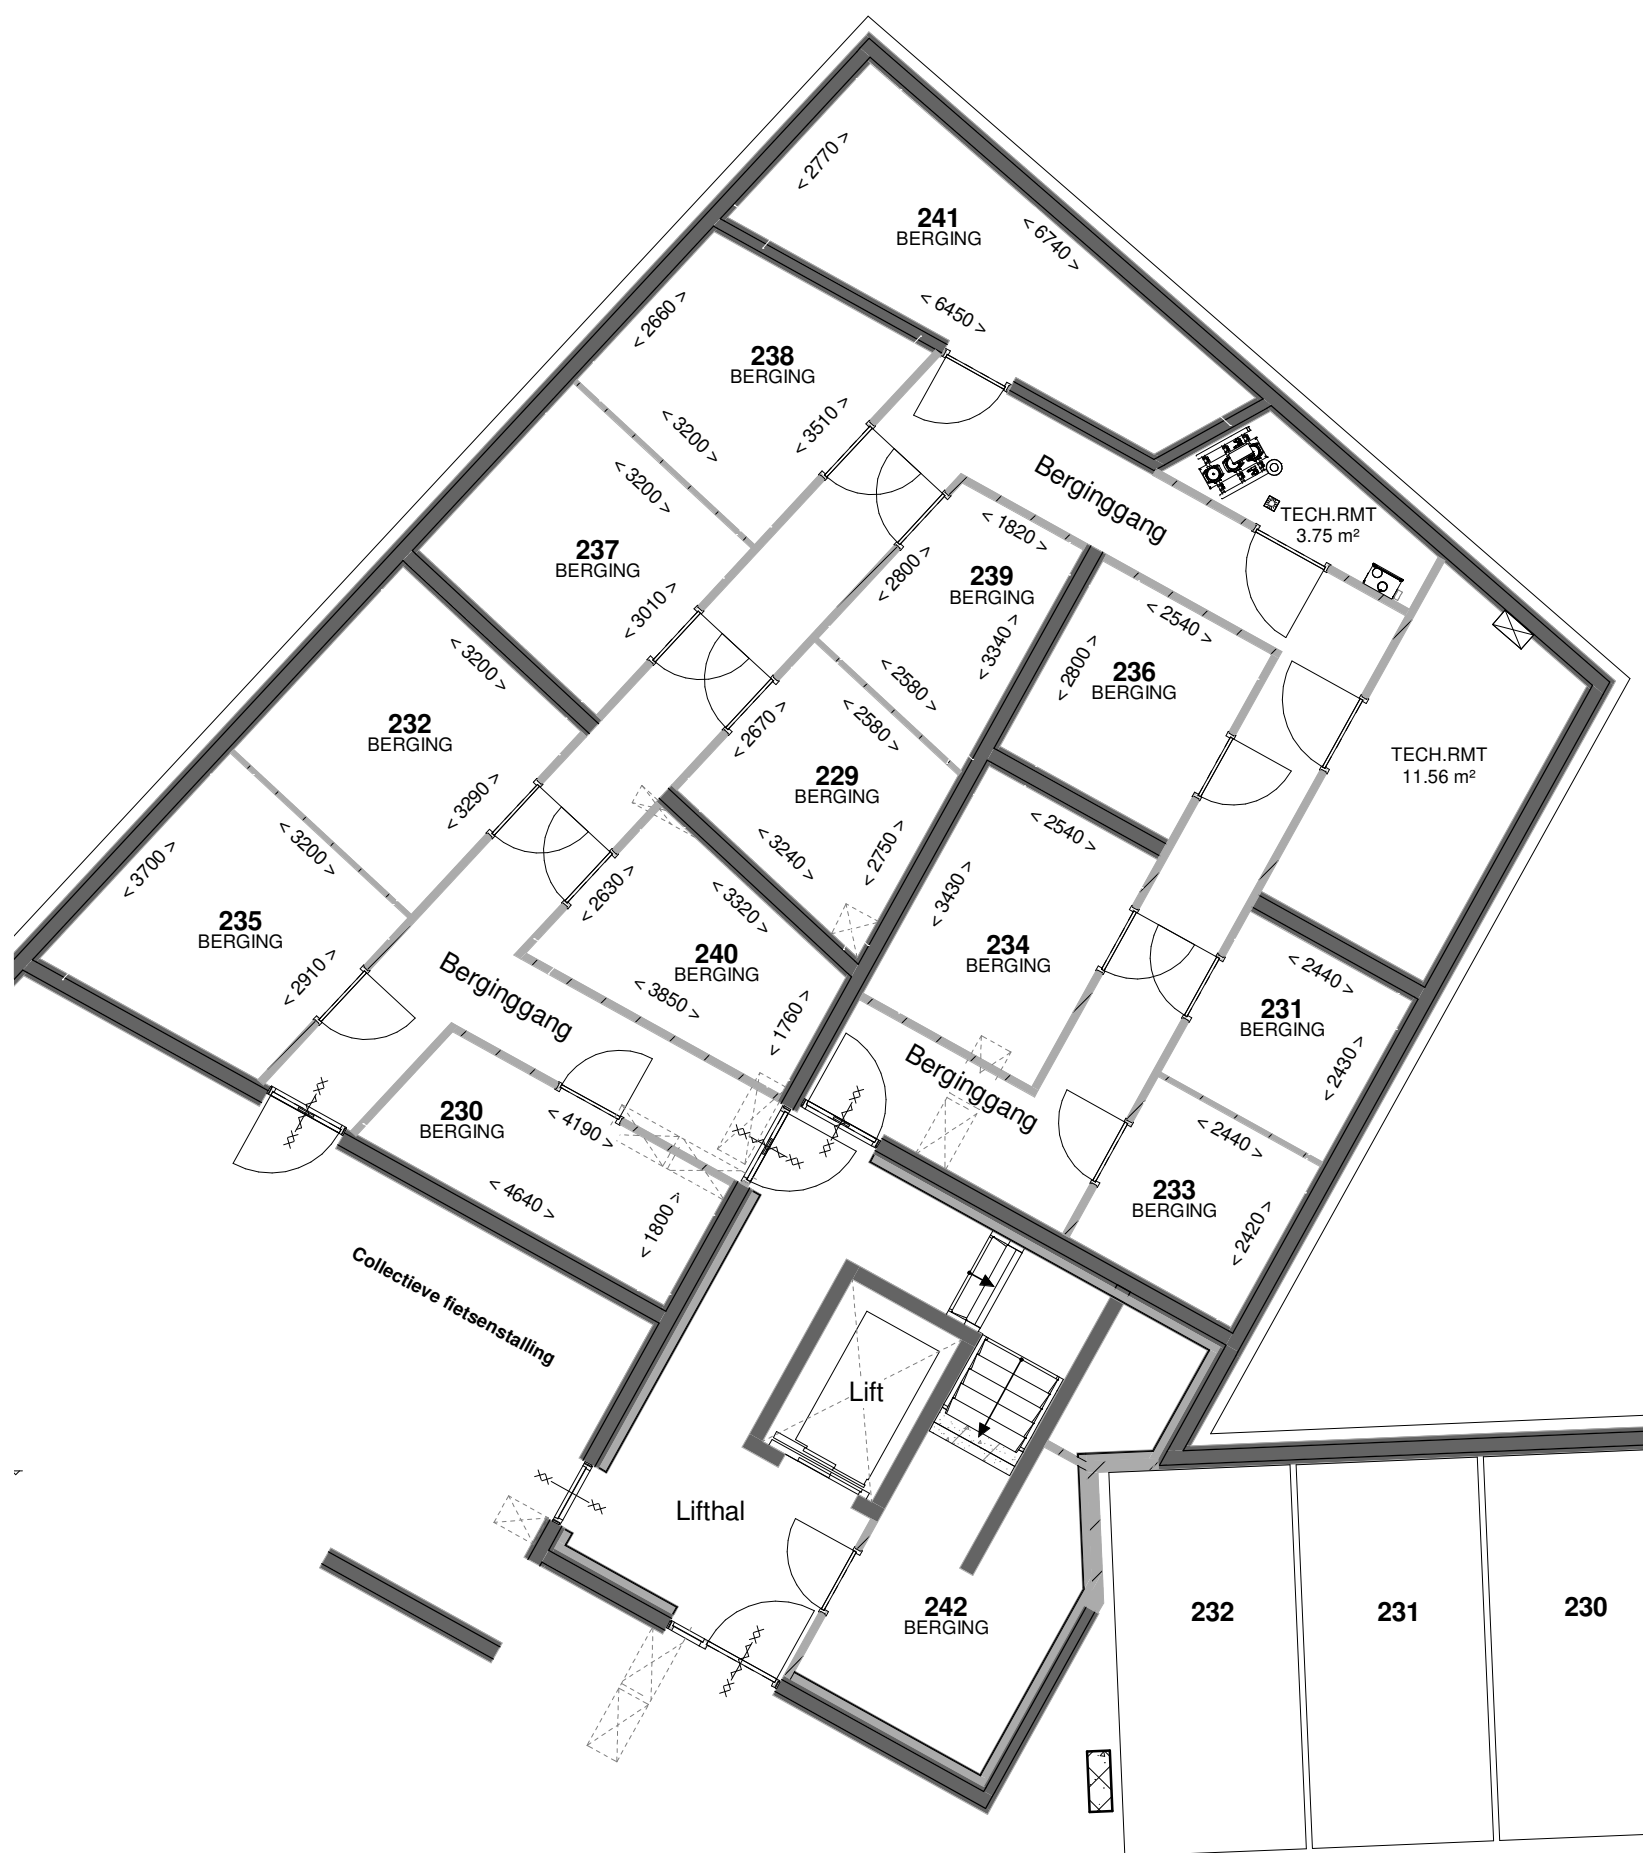 < 2770 >
241
BERGING
< 6740 >
< 6450 >
< 2660 >
238
BERGING
< 3200 >
< 3510 >
< 3200 >
237
BERGING
< 3010 >
Berginggang
TECH.RMT
3.75 m²
< 1820 >
< 2800 >
239
BERGING
< 3340 >
< 2580 >
< 2540 >
< 2800 >
236
BERGING
< 3200 >
232
BERGING
< 3290 >
< 2670 >
< 2580 >
229
BERGING
< 3240 >
< 2750 >
TECH.RMT
11.56 m²
< 3700 >
< 3200 >
235
BERGING
< 2910 >
< 2630 >
< 3320 >
240
BERGING
< 3850 >
< 1760 >
< 2540 >
< 3430 >
234
BERGING
Berginggang
Berginggang
< 2440 >
231
BERGING
< 2430 >
230
BERGING
< 4190 >
< 4640 >
< 1800 >
< 2440 >
233
BERGING
< 2420 >
Collectieve fietsenstalling
Lift
Lifthal
242
BERGING
232
231
230